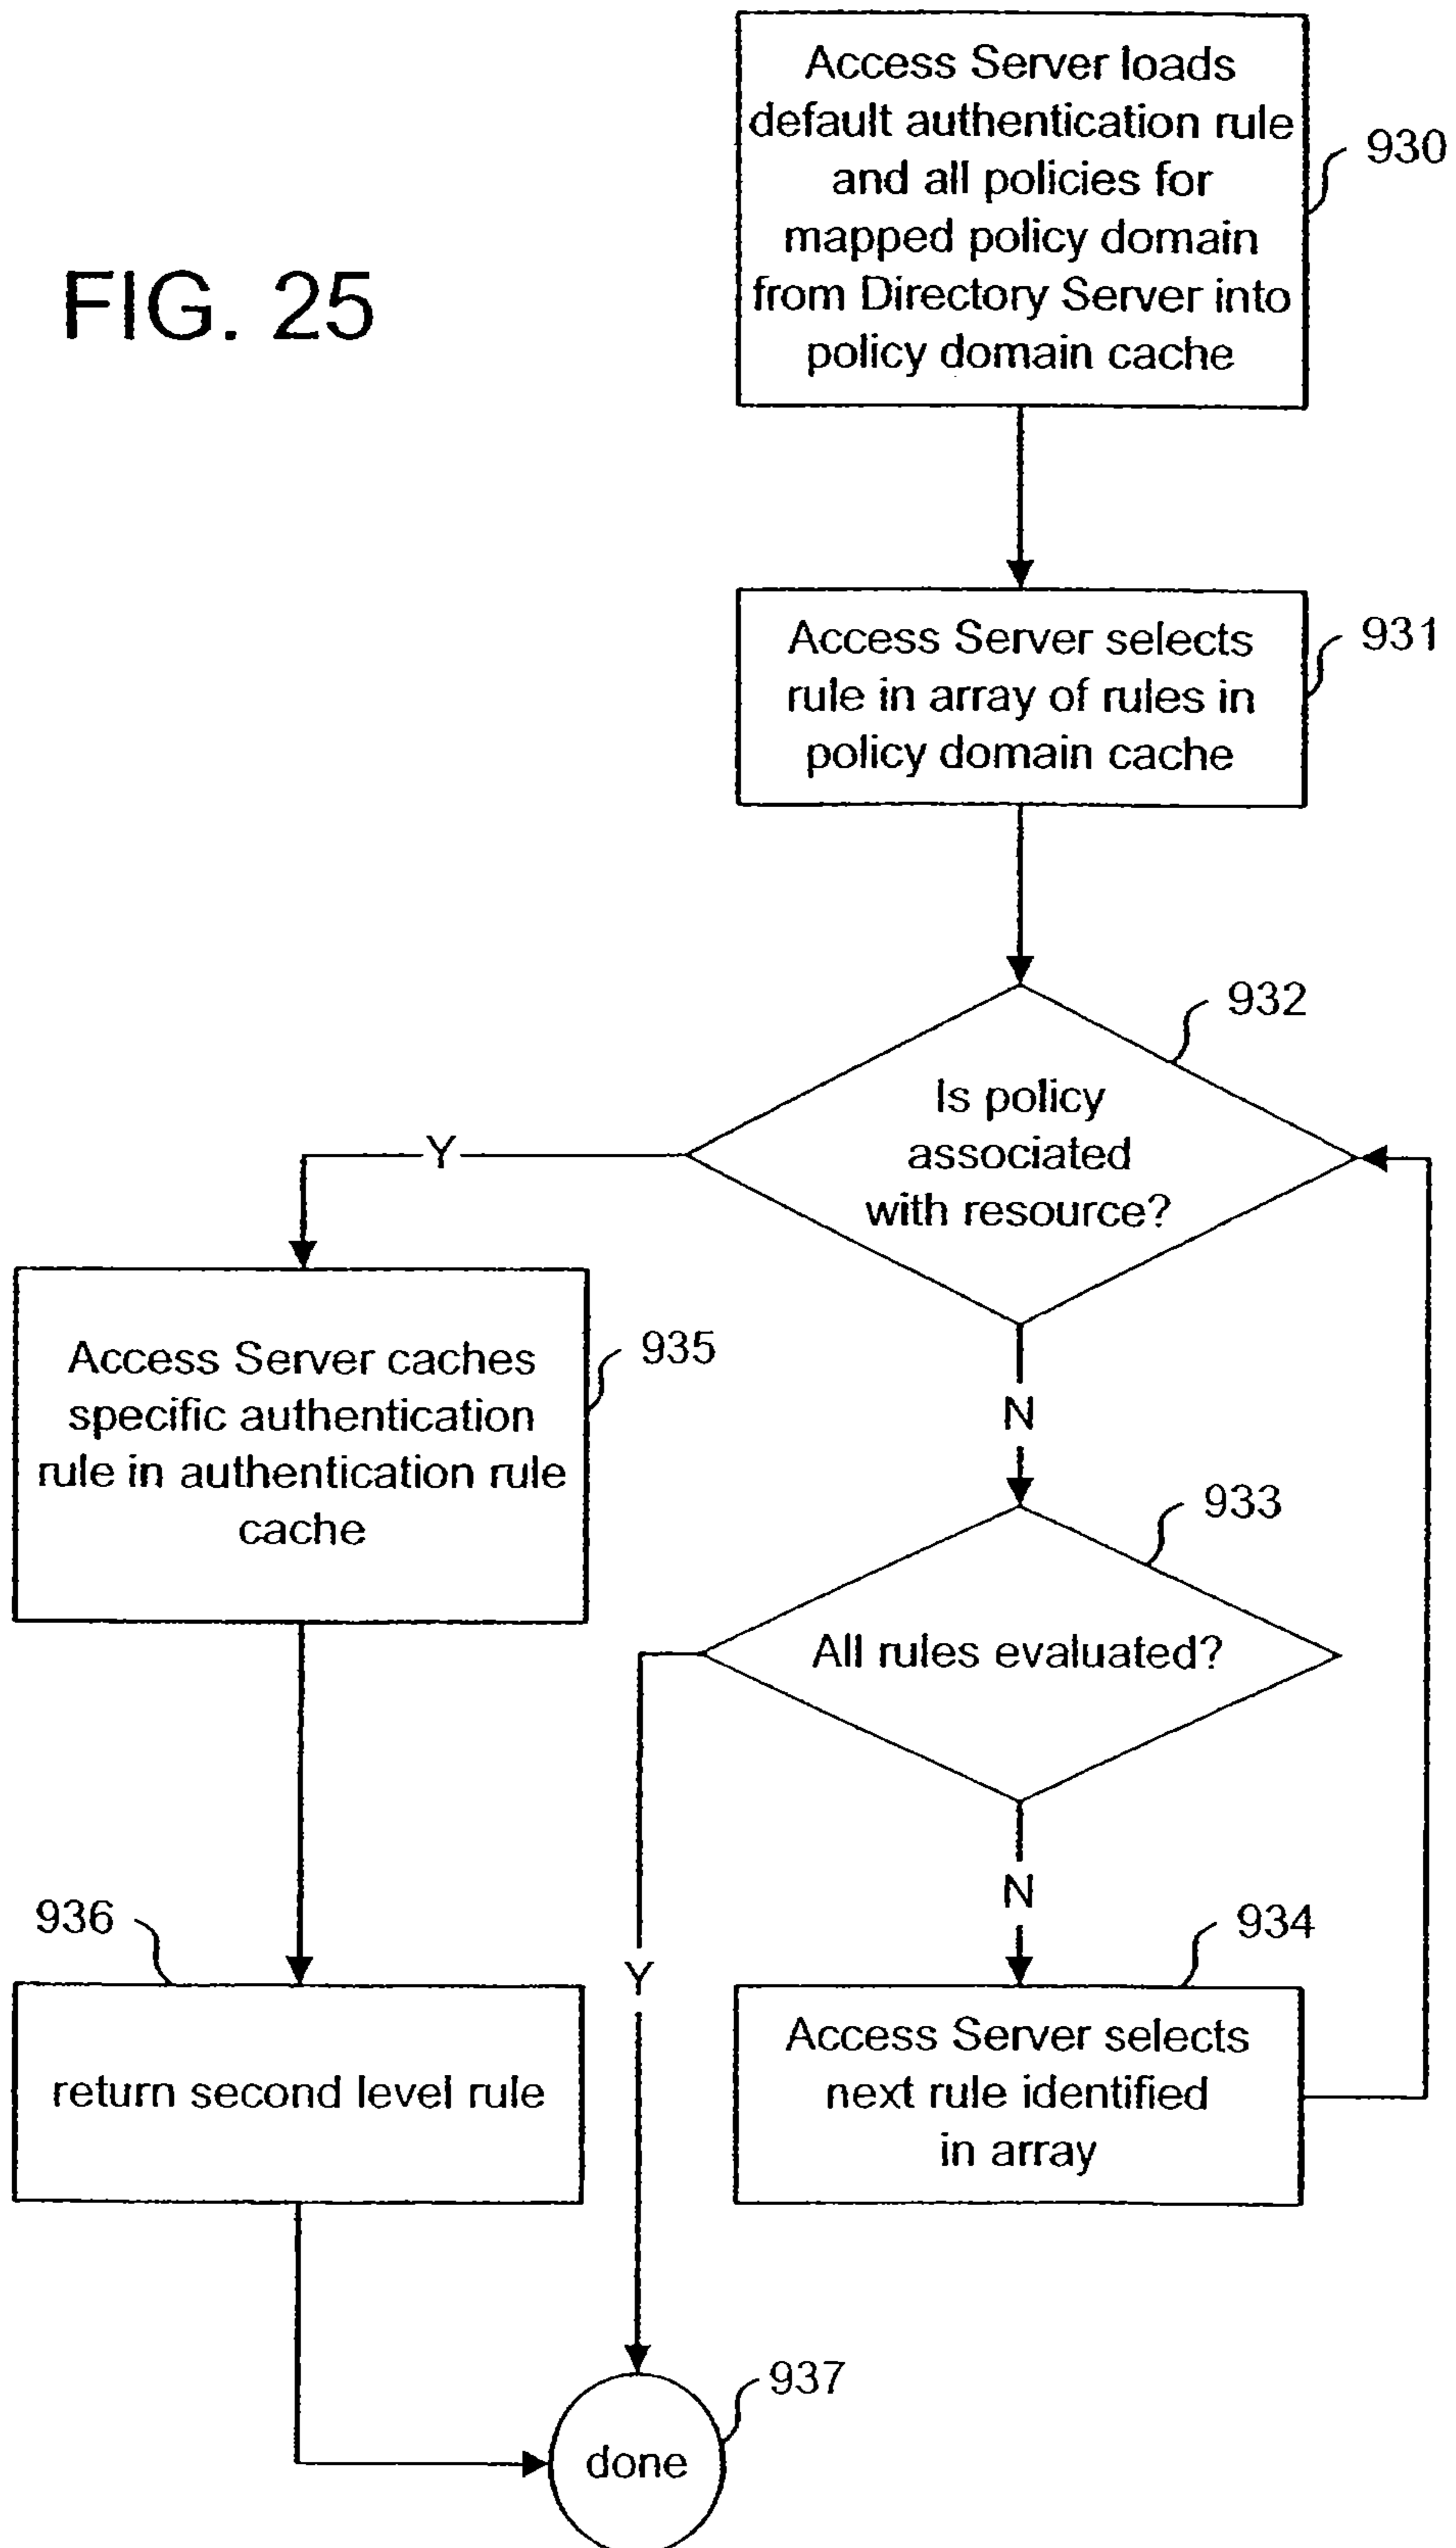 FIG. 25
Access Server loads
default authentication rule
and all policies for
mapped policy domain
from Directory Server into
policy domain cache
930
Access Server selects
rule in array of rules in
policy domain cache
931
932
Is policy
associated
with resource?
Y
N
Access Server caches
specific authentication
rule in authentication rule
cache
935
933
All rules evaluated?
Y
N
936
return second level rule
934
Access Server selects
next rule identified
in array
937
done